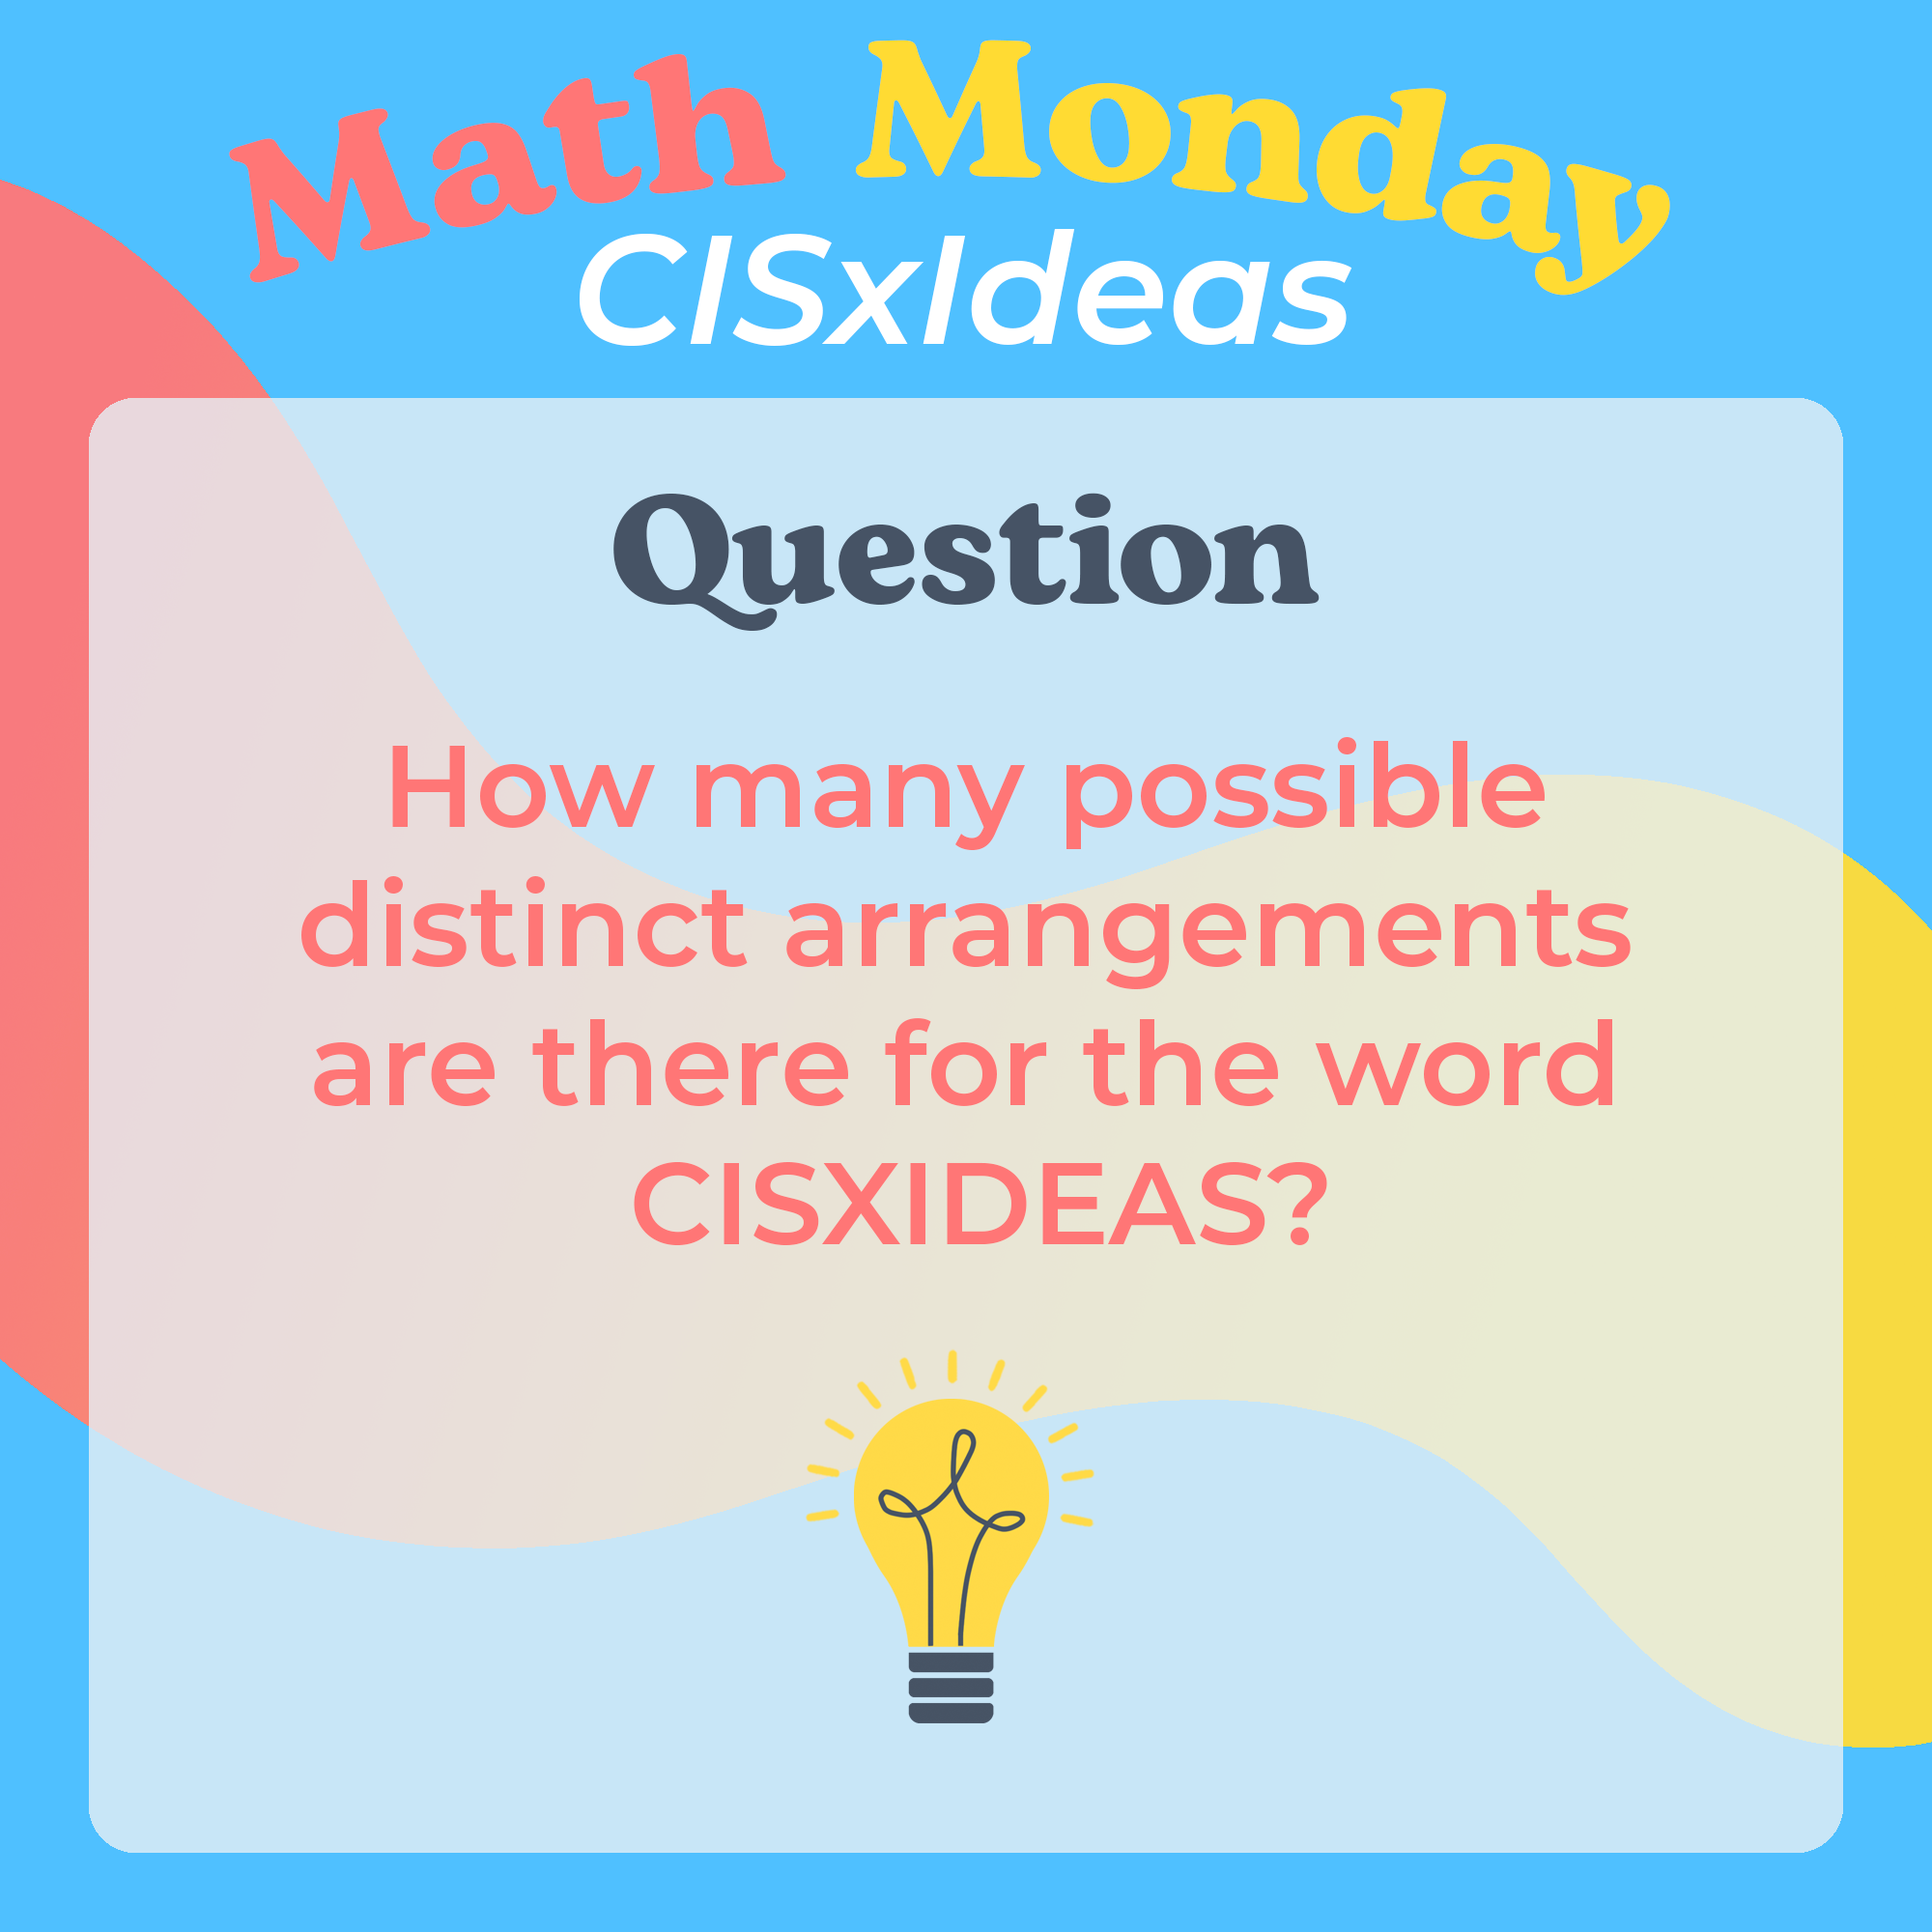 Math Monday
CISxIdeas
Question
How many possible
distinct arrangements
are there for the word
CISXIDEAS?